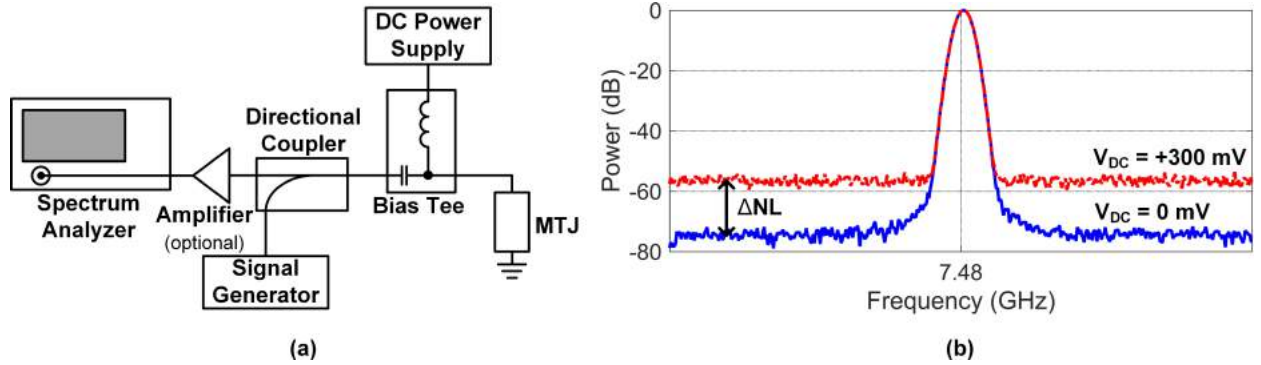 DC Power
Supply
Directional
Coupler
Spectrum
Analyzer
Amplifier
(optional)
Bias Tee
MTJ
Signal
Generator
(a)
0
-20
-40
-60
-80
Power (dB)
V_DC = +300 mV
ΔNL
V_DC = 0 mV
7.48
Frequency (GHz)
(b)